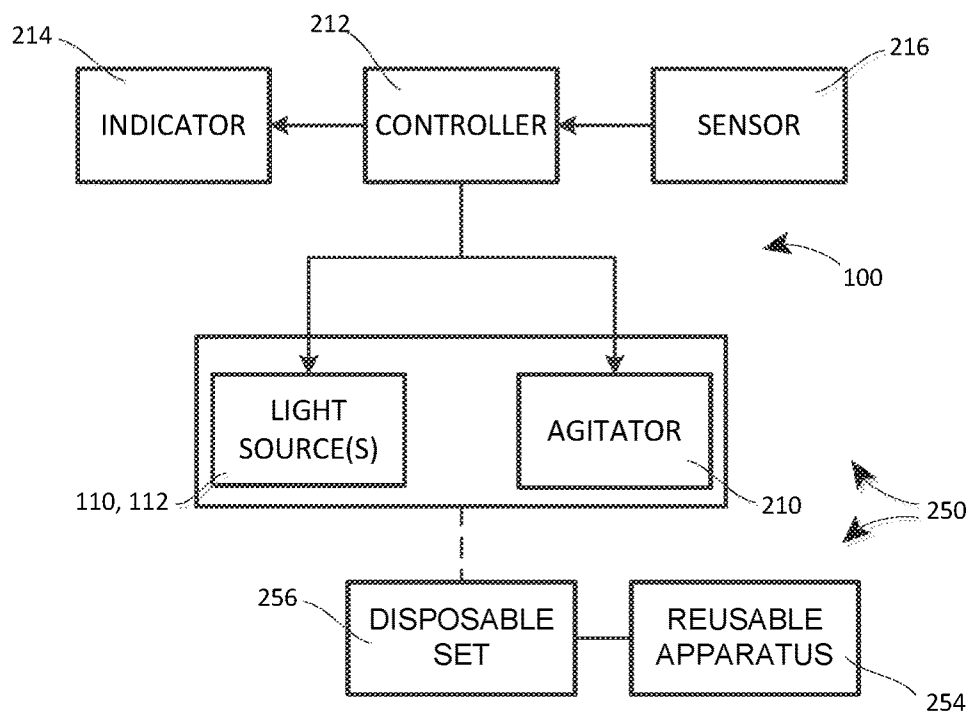 214
212
216
INDICATOR
CONTROLLER
SENSOR
100
LIGHT
SOURCE(S)
AGITATOR
110, 112
210
250
256
DISPOSABLE
SET
REUSABLE
APPARATUS
254